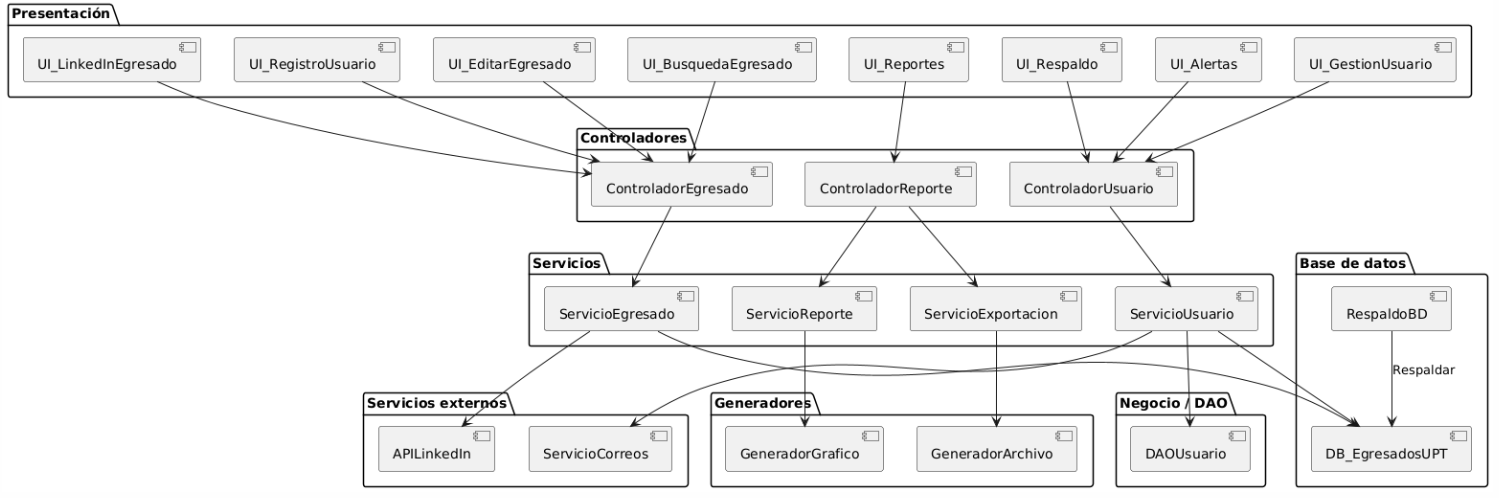 Presentación
UI_LinkedInEgresado
UI_RegistroUsuario
UI_EditarEgresado
UI_BusquedaEgresado
UI_Reportes
UI_Respaldo
UI_Alertas
UI_GestionUsuario
Controladores
ControladorEgresado
ControladorReporte
ControladorUsuario
Servicios
ServicioEgresado
ServicioReporte
ServicioExportacion
ServicioUsuario
Base de datos
RespaldoBD
Respaldar
DB_EgresadosUPT
Servicios externos
APILinkedIn
ServicioCorreos
Generadores
GeneradorGrafico
GeneradorArchivo
Negocio / DAO
DAOUsuario